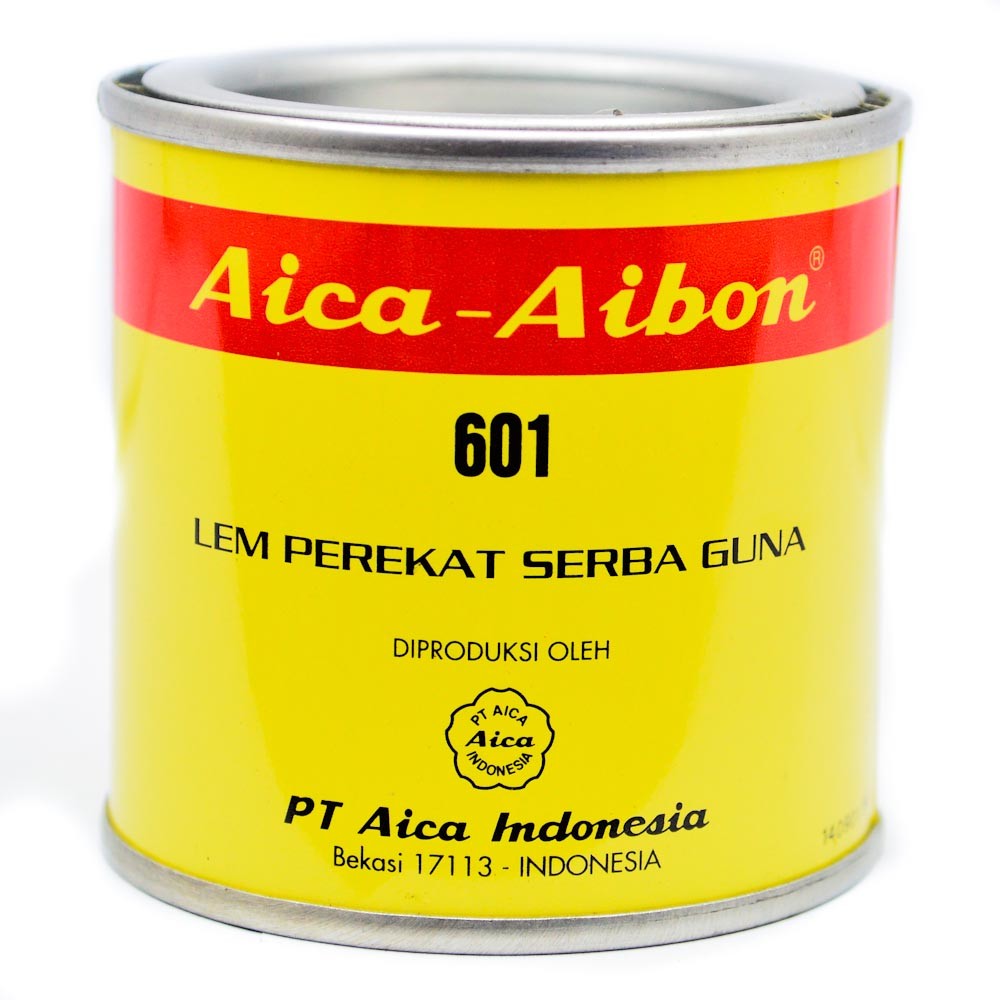 Aica-Aibon®
601
LEM PEREKAT SERBA GUNA
DIPRODUKSI OLEH
PT AICA
Aica
INDONESIA
PT Aica Indonesia
Bekasi 17113 - INDONESIA